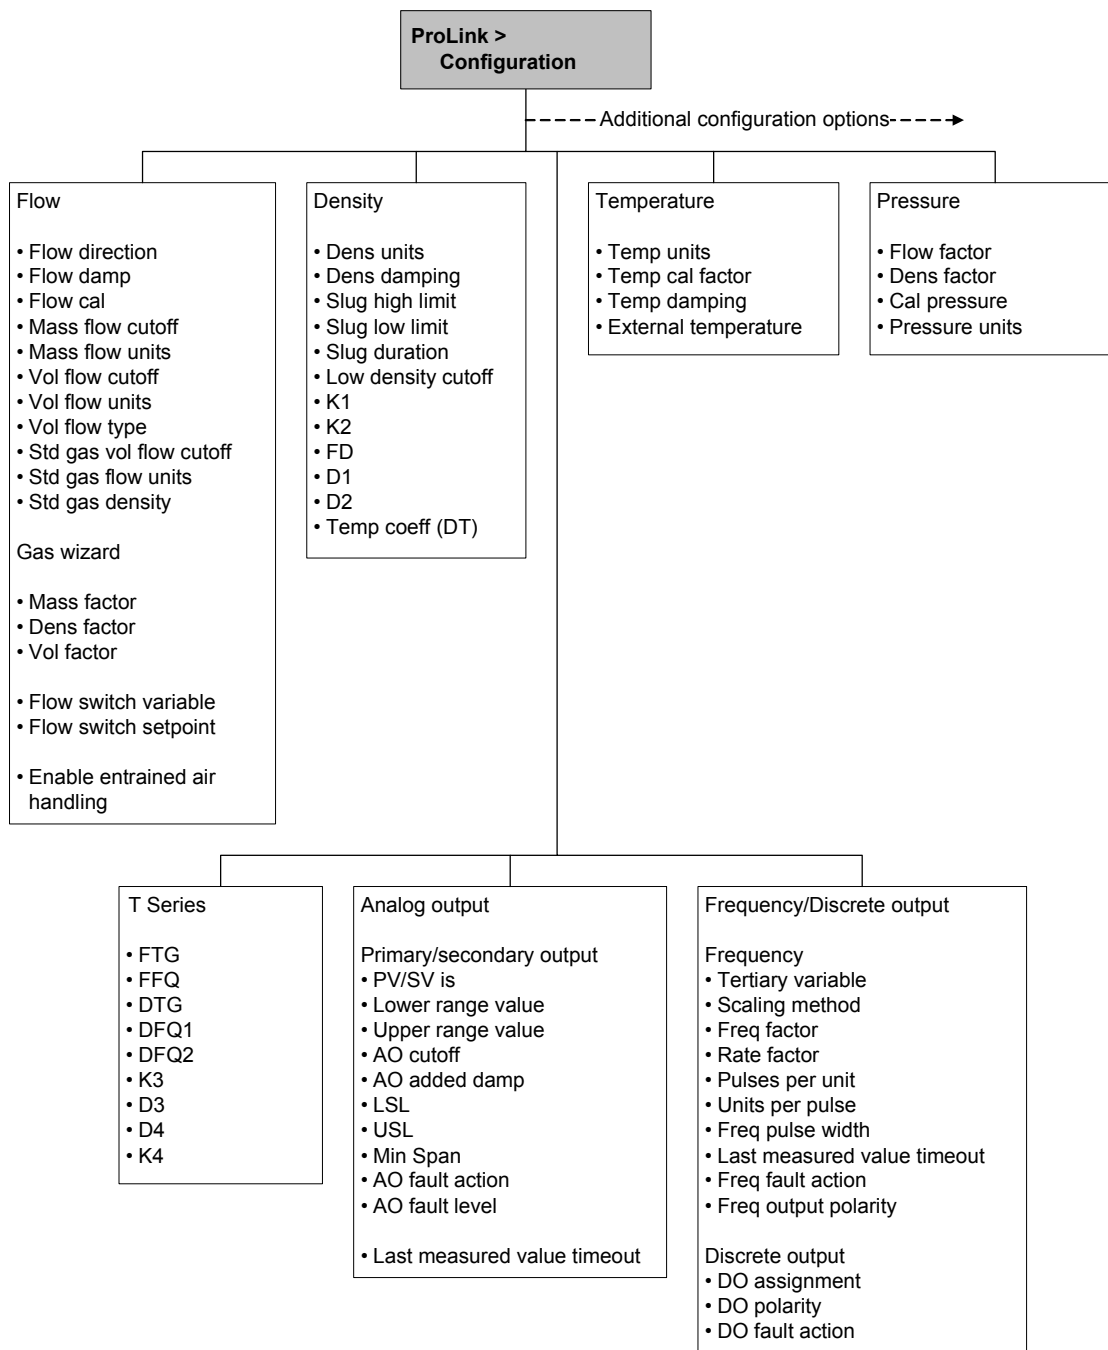 ProLink >
Configuration
Additional configuration options
Flow
• Flow direction
• Flow damp
• Flow cal
• Mass flow cutoff
• Mass flow units
• Vol flow cutoff
• Vol flow units
• Vol flow type
• Std gas vol flow cutoff
• Std gas flow units
• Std gas density
Gas wizard
• Mass factor
• Dens factor
• Vol factor
• Flow switch variable
• Flow switch setpoint
• Enable entrained air
handling
Density
• Dens units
• Dens damping
• Slug high limit
• Slug low limit
• Slug duration
• Low density cutoff
• K1
• K2
• FD
• D1
• D2
• Temp coeff (DT)
Temperature
• Temp units
• Temp cal factor
• Temp damping
• External temperature
Pressure
• Flow factor
• Dens factor
• Cal pressure
• Pressure units
T Series
• FTG
• FFQ
• DTG
• DFQ1
• DFQ2
• K3
• D3
• D4
• K4
Analog output
Primary/secondary output
• PV/SV is
• Lower range value
• Upper range value
• AO cutoff
• AO added damp
• LSL
• USL
• Min Span
• AO fault action
• AO fault level
• Last measured value timeout
Frequency/Discrete output
Frequency
• Tertiary variable
• Scaling method
• Freq factor
• Rate factor
• Pulses per unit
• Units per pulse
• Freq pulse width
• Last measured value timeout
• Freq fault action
• Freq output polarity
Discrete output
• DO assignment
• DO polarity
• DO fault action